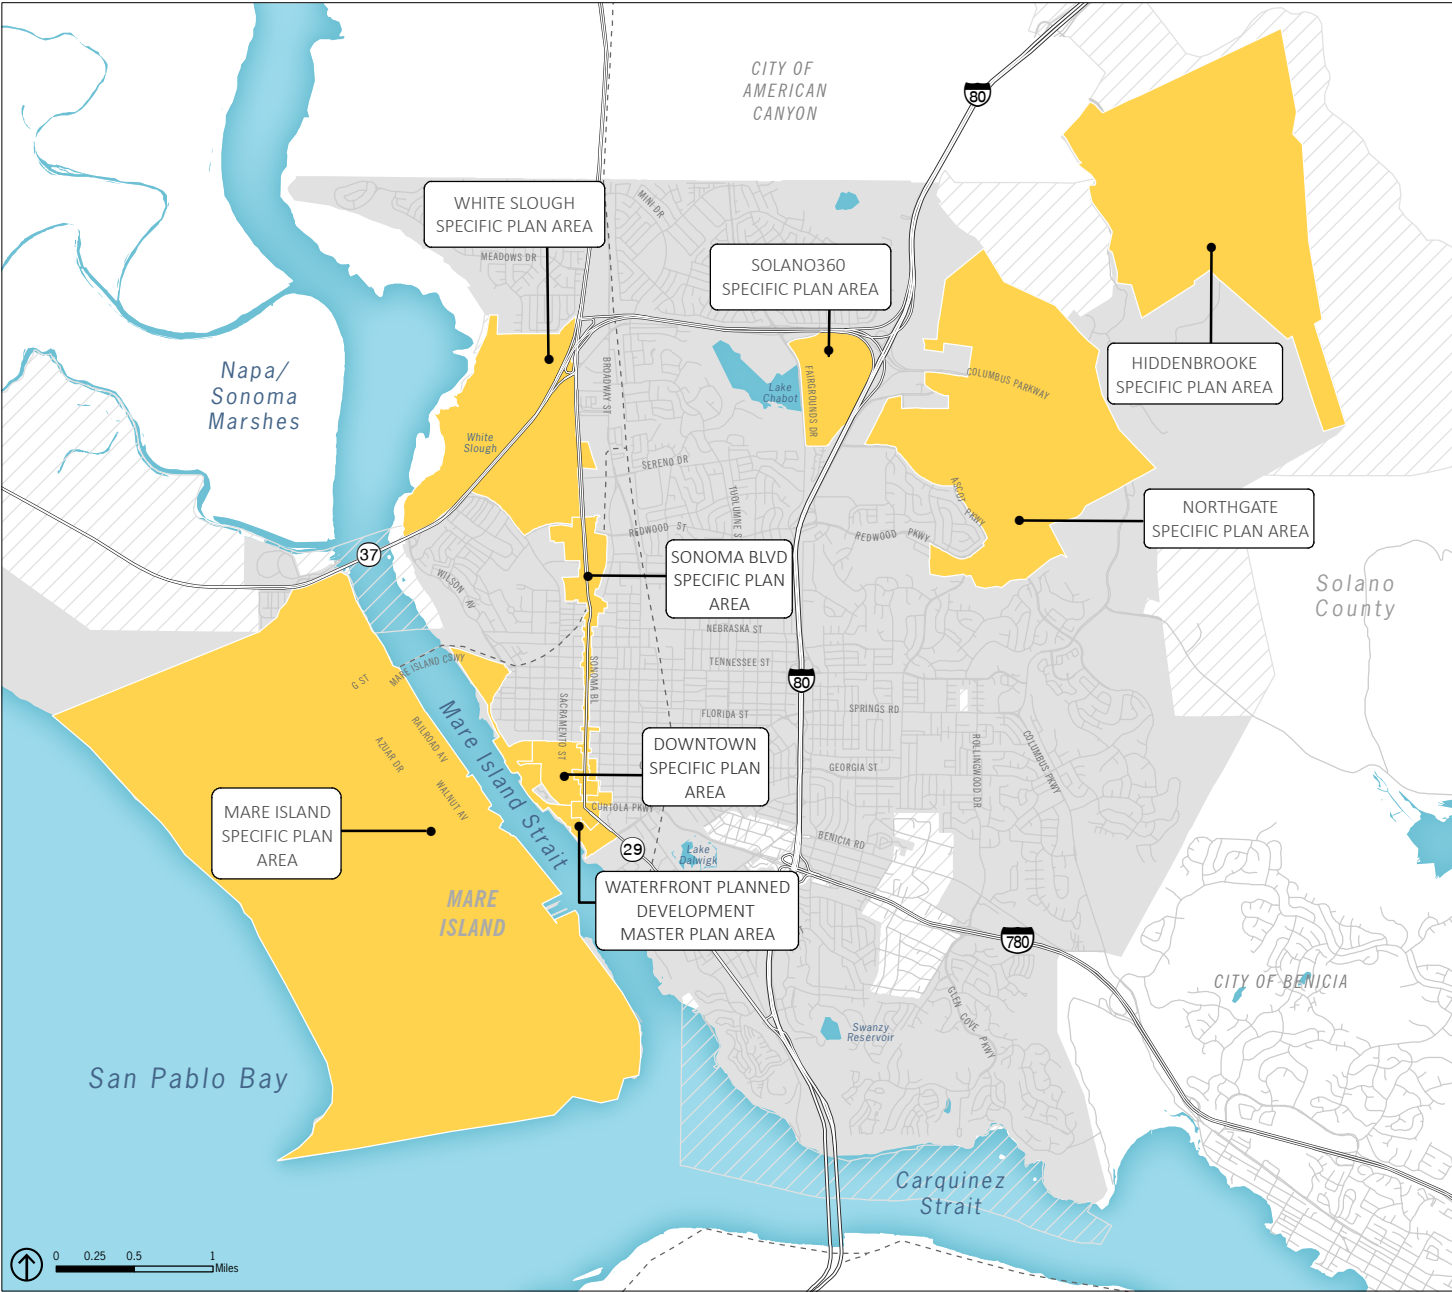 CITY OF
AMERICAN
CANYON
80
WHITE SLOUGH
SPECIFIC PLAN AREA
MINI DR
MEADOWS DR
SOLANO360
SPECIFIC PLAN AREA
HIDDENBROOKE
SPECIFIC PLAN AREA
Napa/
Sonoma
Marshes
BROADWAY ST
Lake
Chabot
FAIRGROUNDS DR
COLUMBUS PARKWAY
White
Slough
SERENO DR
TUOLUMNE S
ASCOT PKWY
REDWOOD ST
REDWOOD PKWY
NORTHGATE
SPECIFIC PLAN AREA
37
SONOMA BLVD
SPECIFIC PLAN
AREA
WILSON AV
Solano
County
NEBRASKA ST
TENNESSEE ST
SONOMA BL
80
G ST
MARE ISLAND CSWY
SACRAMENTO ST
FLORIDA ST
SPRINGS RD
Mare Island Strait
RAILROAD AV
AZUAR DR
WALNUT AV
DOWNTOWN
SPECIFIC PLAN
AREA
GEORGIA ST
ROLLINGWOOD DR
COLUMBUS PKWY
MARE ISLAND
SPECIFIC PLAN
AREA
CURTOLA PKWY
BENICIA RD
29
Lake
Dalwigk
WATERFRONT PLANNED
DEVELOPMENT
MASTER PLAN AREA
MARE
ISLAND
780
CITY OF BENICIA
GLEN COVE PKWY
Swanzy
Reservoir
San Pablo Bay
Carquinez
Strait
0 0.25 0.5 1
Miles